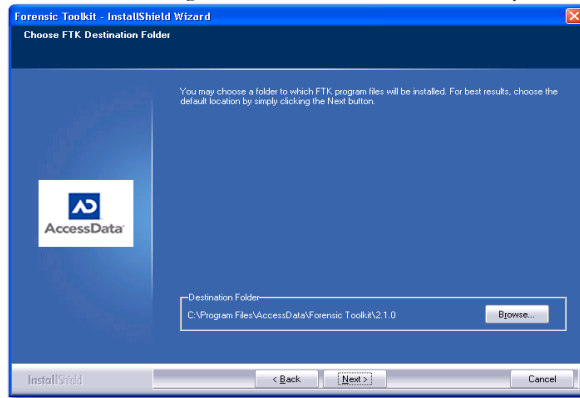 Forensic Toolkit - InstallShield Wizard
Choose FTK Destination Folder
You may choose a folder to which FTK program files will be installed. For best results, choose the
default location by simply clicking the Next button.
AccessData
Destination Folder
C:\Program Files\AccessData\Forensic Toolkit\2.1.0
Browse...
InstallShield
< Back
Next >
Cancel